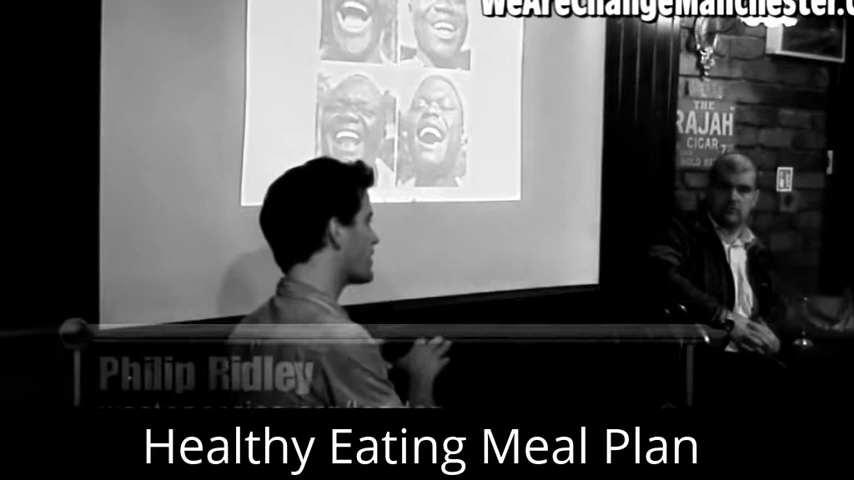 WeAreChangeManchester.c
THE
RAJAH
CIGAR
Philip Ridley
Healthy Eating Meal Plan